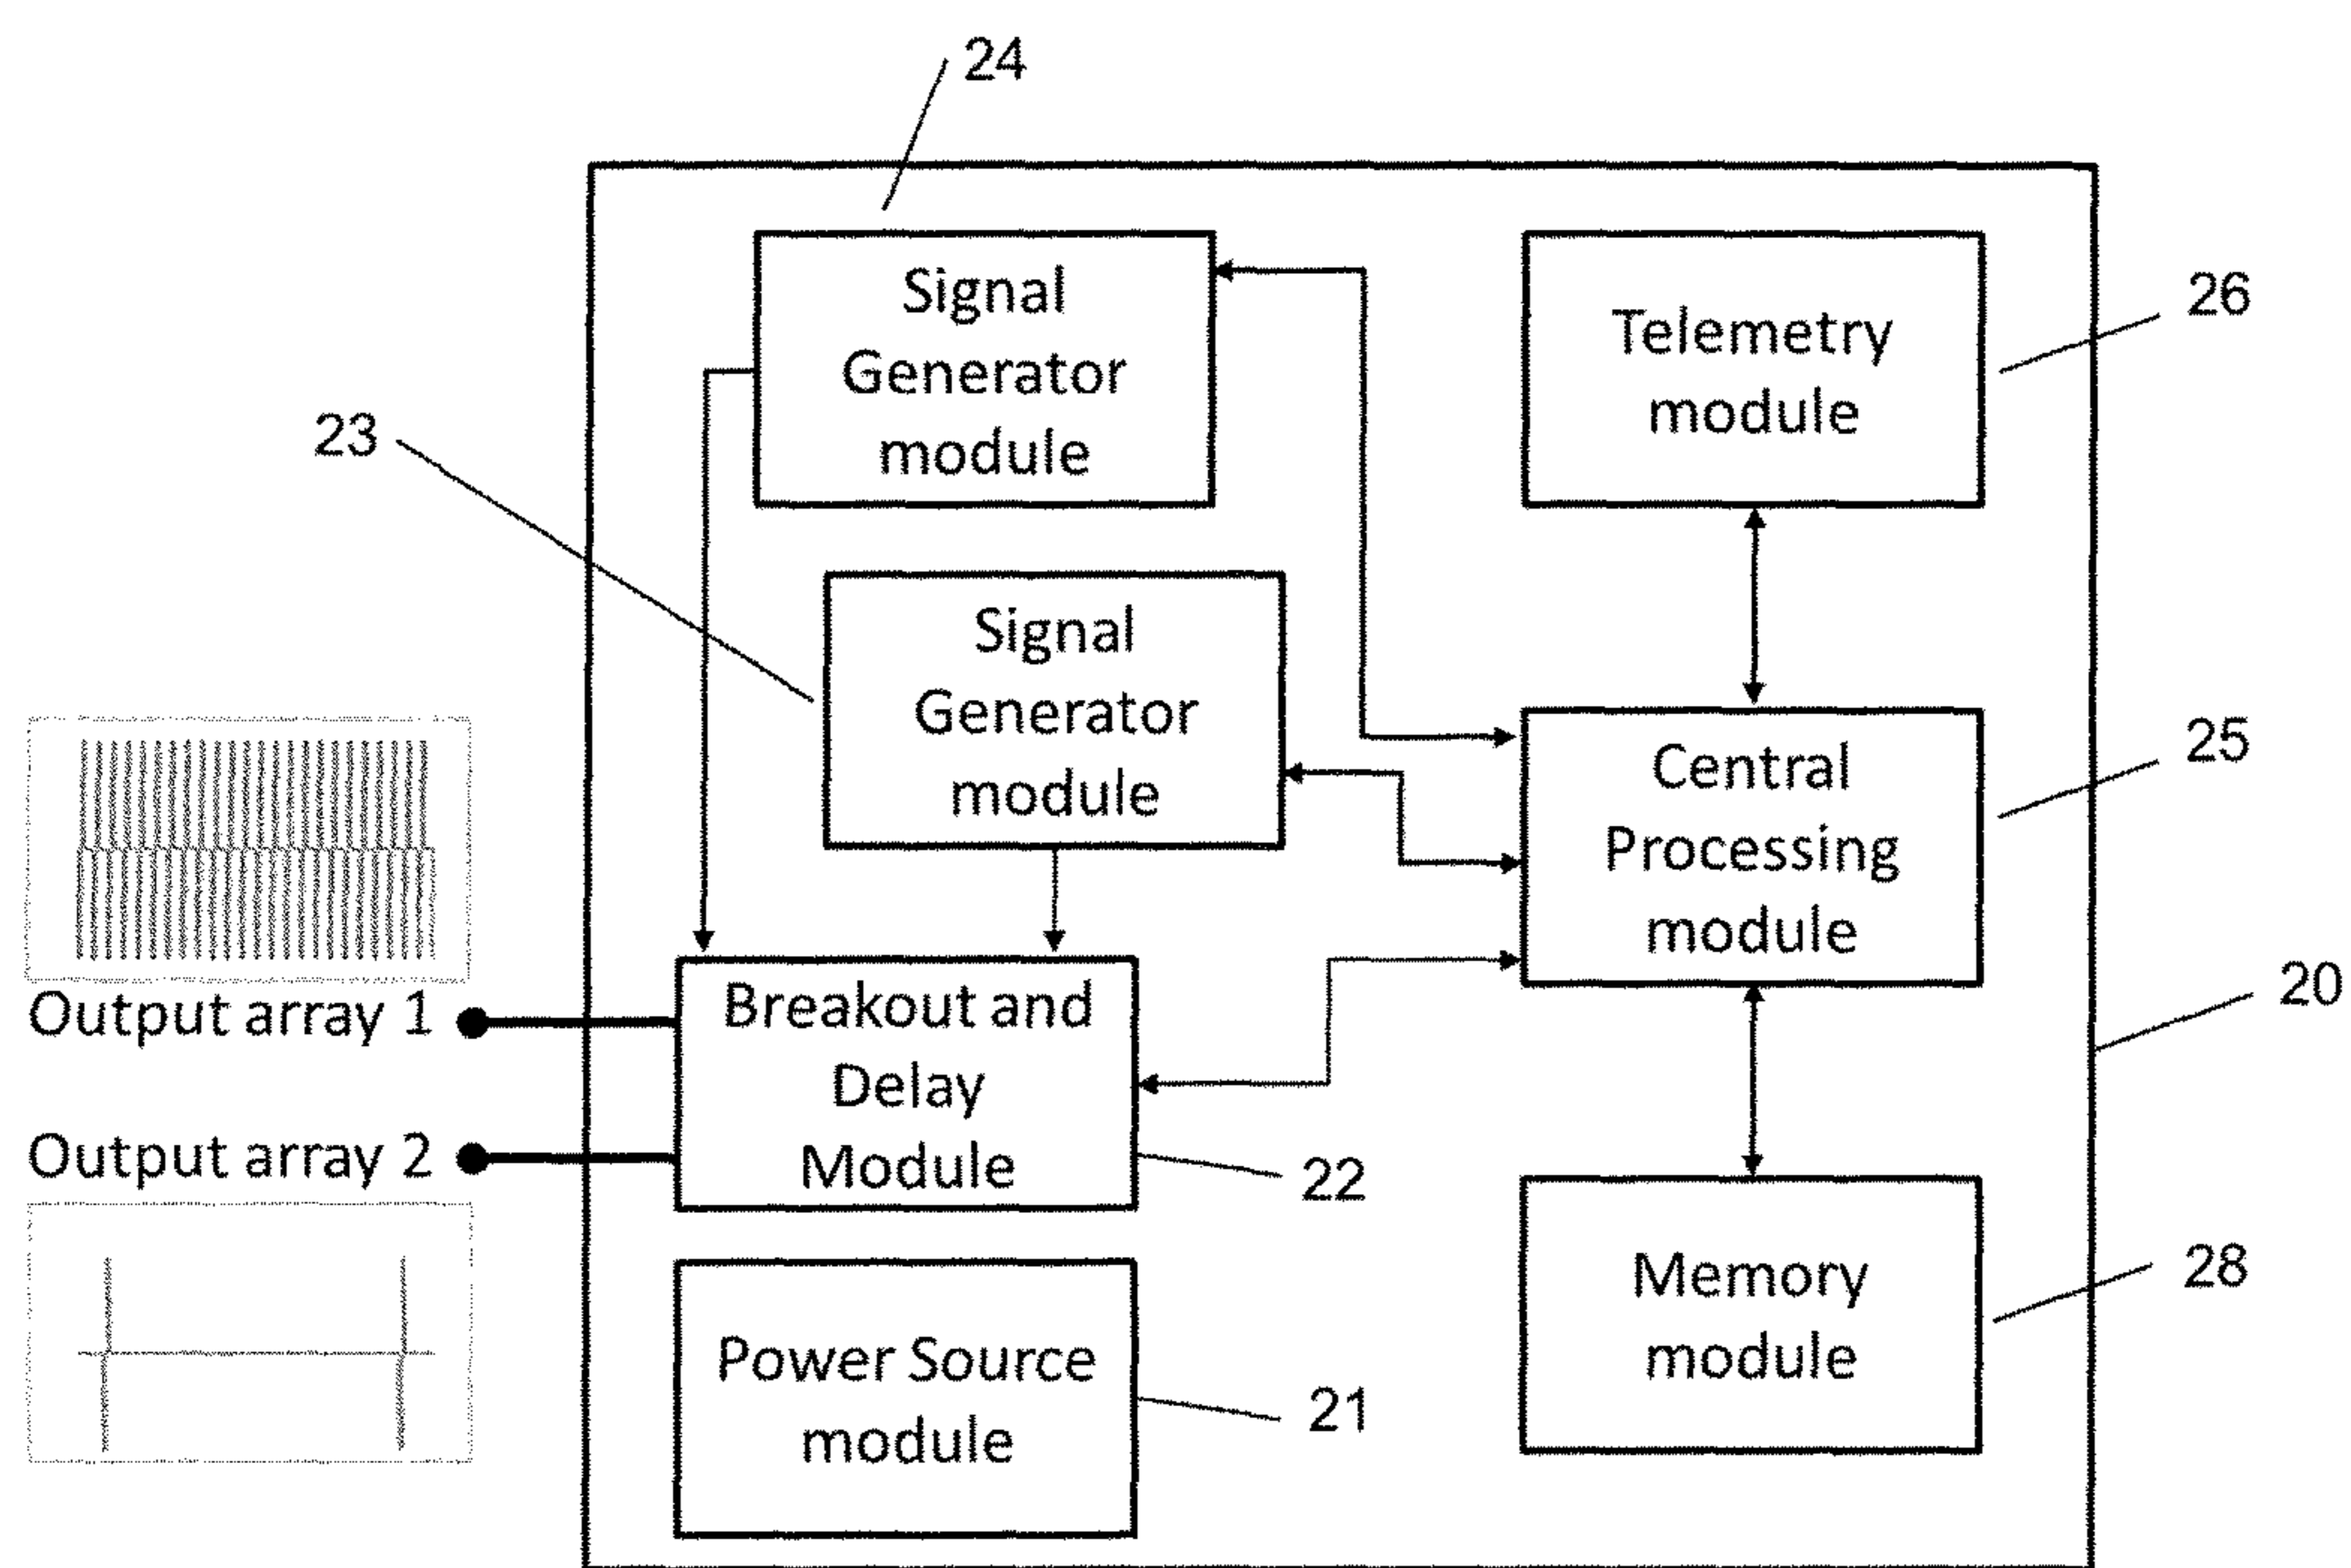 24
Signal
Generator
module
Telemetry
module
26
23
Signal
Generator
module
Central
Processing
module
25
Output array 1
Breakout and
Delay
Module
20
Output array 2
22
Power Source
module
21
Memory
module
28